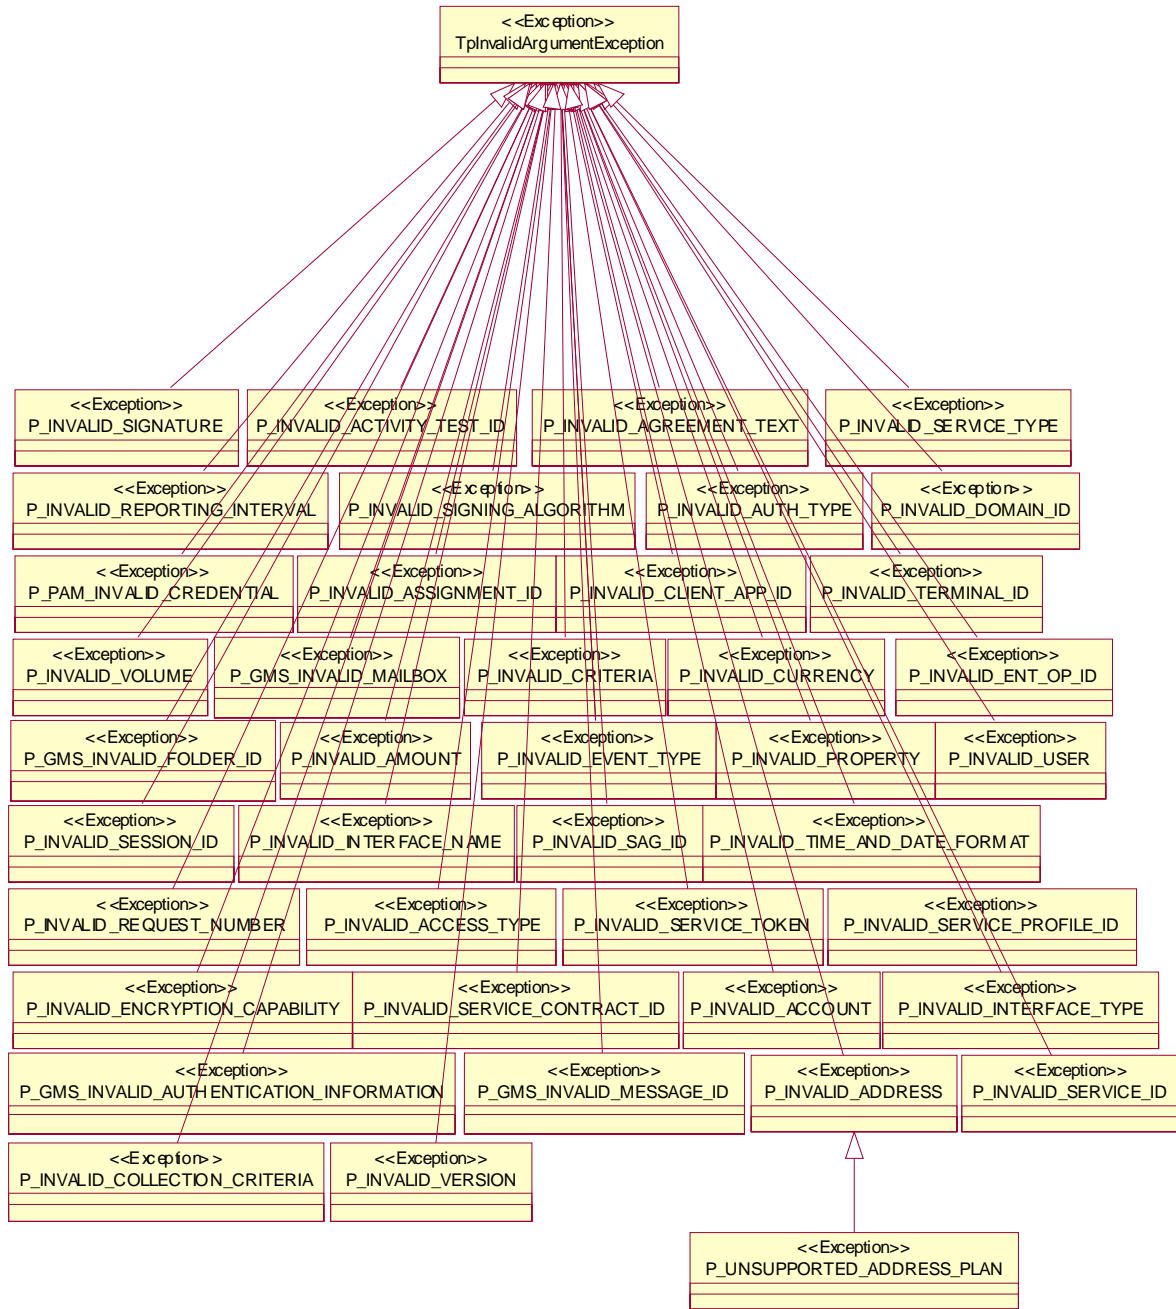 <<Exception>>
TpInvalidArgumentException
<<Exception>>
P_INVALID_SIGNATURE
<<Exception>>
P_INVALID_ACTIVITY_TEST_ID
<<Exception>>
P_INVALID_AGREEMENT_TEXT
<<Exception>>
P_INVALID_SERVICE_TYPE
<<Exception>>
P_INVALID_REPORTING_INTERVAL
<<Exception>>
P_INVALID_SIGNING_ALGORITHM
<<Exception>>
P_INVALID_AUTH_TYPE
<<Exception>>
P_INVALID_DOMAIN_ID
<<Exception>>
P_PAM_INVALID_CREDENTIAL
<<Exception>>
P_INVALID_ASSIGNMENT_ID
<<Exception>>
P_INVALID_CLIENT_APP_ID
<<Exception>>
P_INVALID_TERMINAL_ID
<<Exception>>
P_INVALID_VOLUME
<<Exception>>
P_GMS_INVALID_MAILBOX
<<Exception>>
P_INVALID_CRITERIA
<<Exception>>
P_INVALID_CURRENCY
<<Exception>>
P_INVALID_ENT_OP_ID
<<Exception>>
P_GMS_INVALID_FOLDER_ID
<<Exception>>
P_INVALID_AMOUNT
<<Exception>>
P_INVALID_EVENT_TYPE
<<Exception>>
P_INVALID_PROPERTY
<<Exception>>
P_INVALID_USER
<<Exception>>
P_INVALID_SESSION_ID
<<Exception>>
P_INVALID_INTERFACE_NAME
<<Exception>>
P_INVALID_SAG_ID
<<Exception>>
P_INVALID_TIME_AND_DATE_FORMAT
<<Exception>>
P_INVALID_REQUEST_NUMBER
<<Exception>>
P_INVALID_ACCESS_TYPE
<<Exception>>
P_INVALID_SERVICE_TOKEN
<<Exception>>
P_INVALID_SERVICE_PROFILE_ID
<<Exception>>
P_INVALID_ENCRYPTION_CAPABILITY
<<Exception>>
P_INVALID_SERVICE_CONTRACT_ID
<<Exception>>
P_INVALID_ACCOUNT
<<Exception>>
P_INVALID_INTERFACE_TYPE
<<Exception>>
P_GMS_INVALID_AUTHENTICATION_INFORMATION
<<Exception>>
P_GMS_INVALID_MESSAGE_ID
<<Exception>>
P_INVALID_ADDRESS
<<Exception>>
P_INVALID_SERVICE_ID
<<Exception>>
P_INVALID_COLLECTION_CRITERIA
<<Exception>>
P_INVALID_VERSION
<<Exception>>
P_UNSUPPORTED_ADDRESS_PLAN